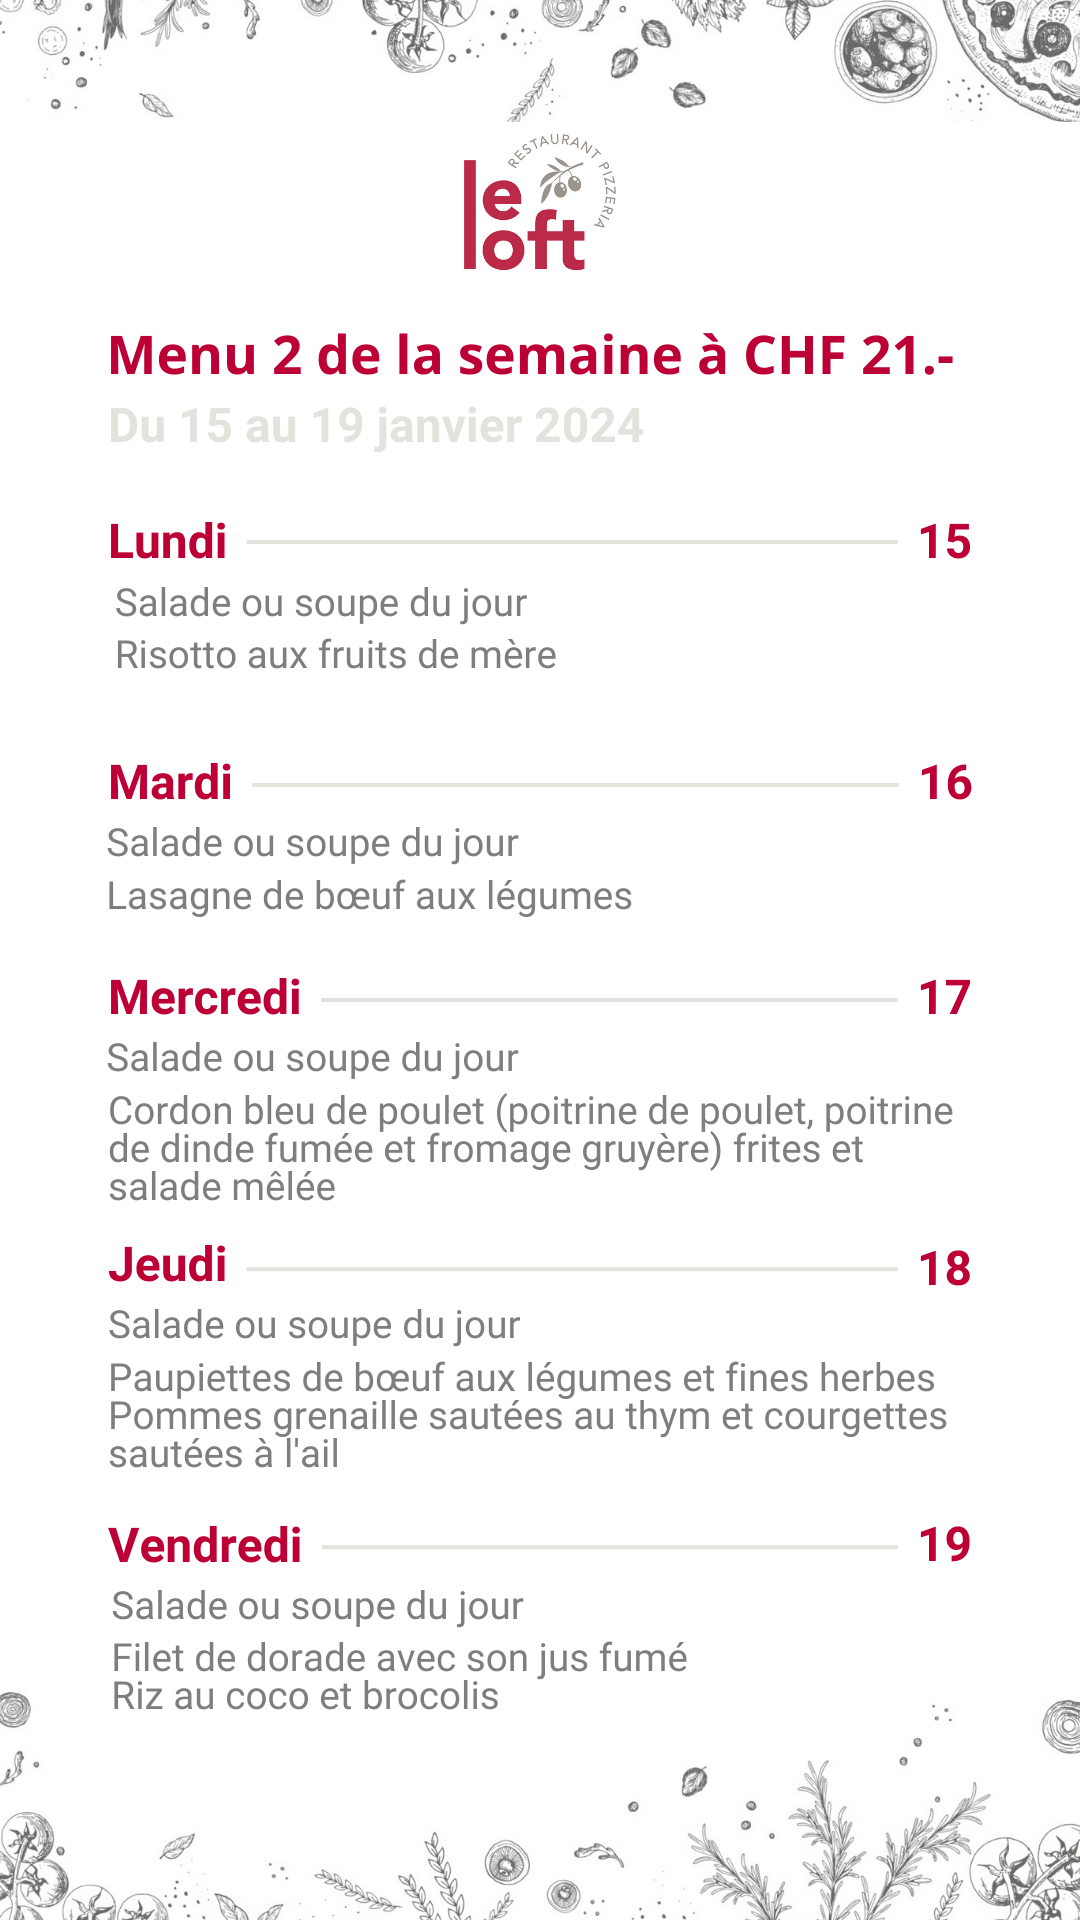 RESTAURANT PIZZERIA
le
loft
Menu 2 de la semaine à CHF 21.-
Du 15 au 19 janvier 2024
Lundi 15
Salade ou soupe du jour
Risotto aux fruits de mère
Mardi 16
Salade ou soupe du jour
Lasagne de bœuf aux légumes
Mercredi 17
Salade ou soupe du jour
Cordon bleu de poulet (poitrine de poulet, poitrine
de dinde fumée et fromage gruyère) frites et
salade mêlée
Jeudi 18
Salade ou soupe du jour
Paupiettes de bœuf aux légumes et fines herbes
Pommes grenaille sautées au thym et courgettes
sautées à l'ail
Vendredi 19
Salade ou soupe du jour
Filet de dorade avec son jus fumé
Riz au coco et brocolis